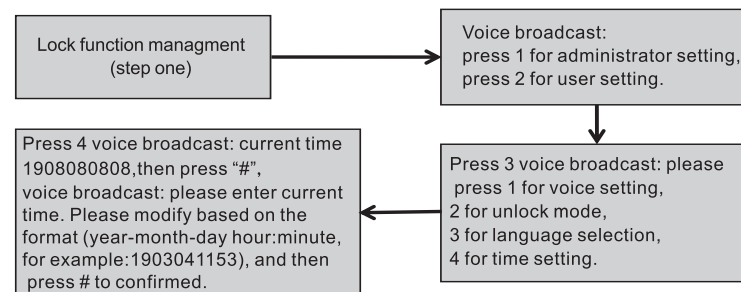 Lock function managment
(step one)
Voice broadcast:
press 1 for administrator setting,
press 2 for user setting.
Press 3 voice broadcast: please
press 1 for voice setting,
2 for unlock mode,
3 for language selection,
4 for time setting.
Press 4 voice broadcast: current time
1908080808,then press “#”,
voice broadcast: please enter current
time. Please modify based on the
format (year-month-day hour:minute,
for example:1903041153), and then
press # to confirmed.